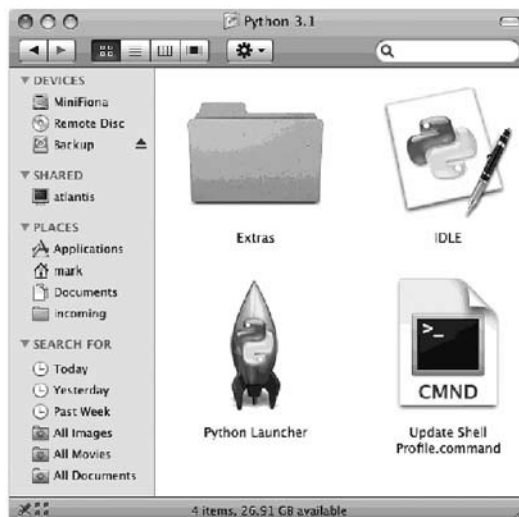 Python 3.1
DEVICES
MiniFiona
Remote Disc
Backup
SHARED
atlantis
PLACES
Applications
mark
Documents
incoming
SEARCH FOR
Today
Yesterday
Past Week
All Images
All Movies
All Documents
Extras
IDLE
Python Launcher
>_
CMND
Update Shell
Profile.command
4 items, 26.91 GB available